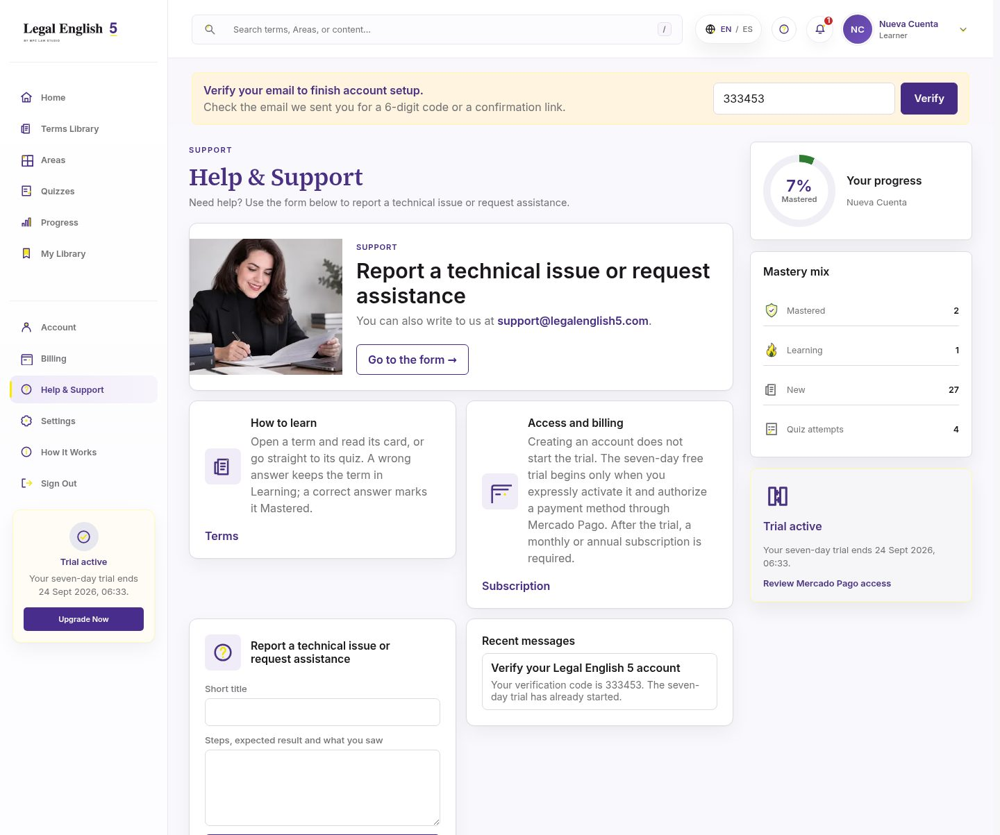 Legal English 5
BY MPC LAW STUDIO
Home
Terms Library
Areas
Quizzes
Progress
My Library
Account
Billing
Help & Support
Settings
How It Works
Sign Out
Trial active
Your seven-day trial ends
24 Sept 2026, 06:33.
Upgrade Now
Search terms, Areas, or content...
/
EN / ES
1
NC
Nueva Cuenta
Learner
Verify your email to finish account setup.
Check the email we sent you for a 6-digit code or a confirmation link.
333453
Verify
SUPPORT
Help & Support
Need help? Use the form below to report a technical issue or request assistance.
SUPPORT
Report a technical issue or request
assistance
You can also write to us at support@legalenglish5.com.
Go to the form →
How to learn
Open a term and read its card, or
go straight to its quiz. A wrong
answer keeps the term in
Learning; a correct answer marks
it Mastered.
Terms
Access and billing
Creating an account does not
start the trial. The seven-day free
trial begins only when you
expressly activate it and authorize
a payment method through
Mercado Pago. After the trial, a
monthly or annual subscription is
required.
Subscription
Report a technical issue or
request assistance
Short title
Steps, expected result and what you saw
Recent messages
Verify your Legal English 5 account
Your verification code is 333453. The seven-
day trial has already started.
7%
Mastered
Your progress
Nueva Cuenta
Mastery mix
Mastered 2
Learning 1
New 27
Quiz attempts 4
Trial active
Your seven-day trial ends 24 Sept 2026,
06:33.
Review Mercado Pago access